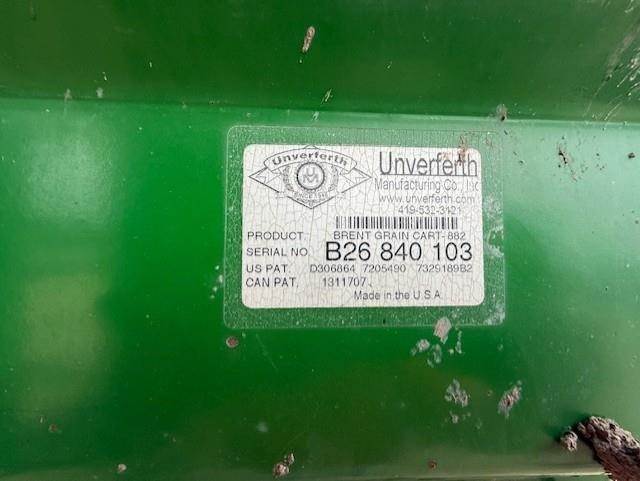 Unverferth
Unverferth
Manufacturing Co., Inc
www.unverferth.com
419-532-3121
PRODUCT. BRENT GRAIN CART-882
SERIAL NO. B26 840 103
US PAT. D306864 7205490 7329189B2
CAN PAT. 1311707
Made in the U S A